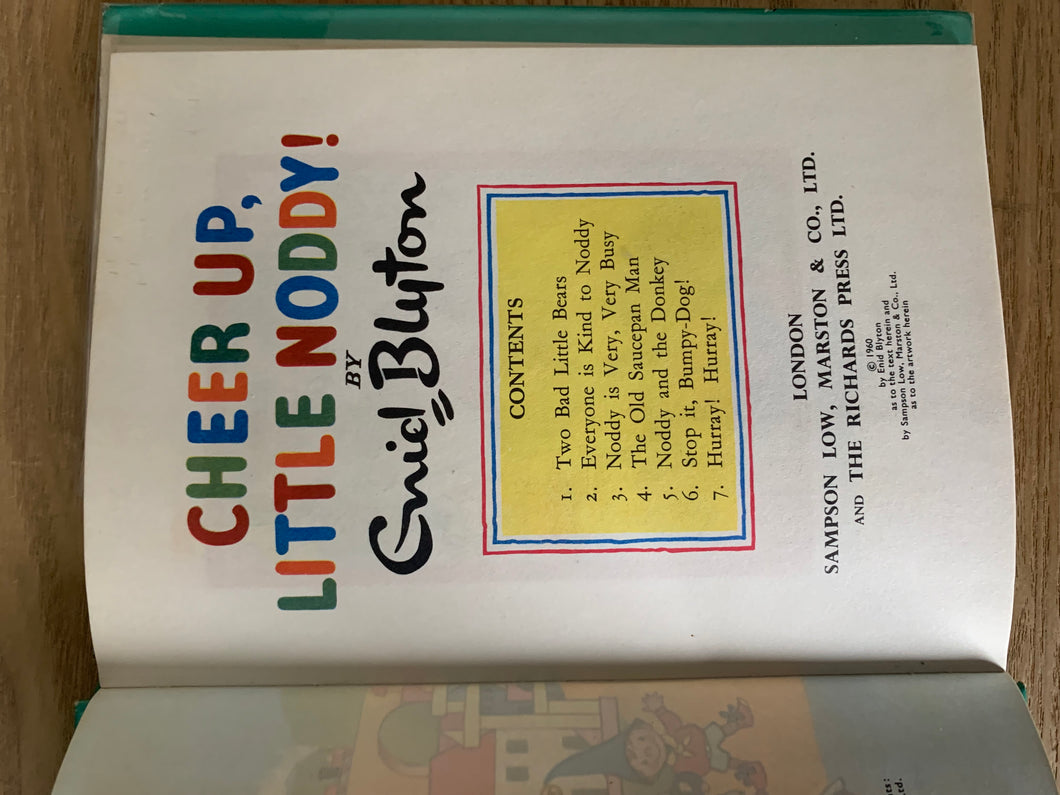 CHEER UP,
LITTLE NODDY!
BY
Enid Blyton
CONTENTS
1. Two Bad Little Bears
2. Everyone is Kind to Noddy
3. Noddy is Very, Very Busy
4. The Old Saucepan Man
5. Noddy and the Donkey
6. Stop it, Bumpy-Dog!
7. Hurray! Hurray!
LONDON
SAMPSON LOW, MARSTON & CO., LTD.
AND THE RICHARDS PRESS LTD.
© 1960
by Enid Blyton
as to the text herein and
by Sampson Low, Marston & Co., Ltd.
as to the artwork herein